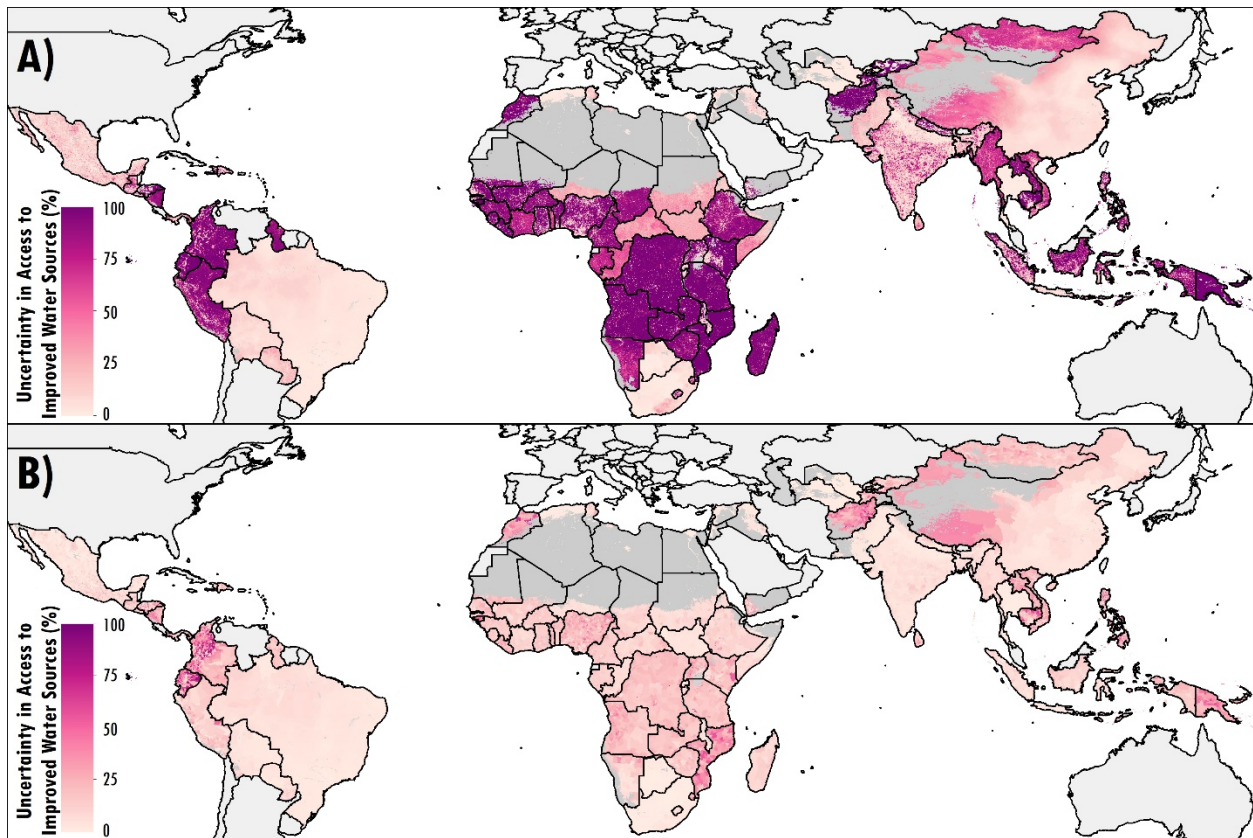 A)
Uncertainty in Access to
Improved Water Sources (%)
100
75
50
25
0
B)
Uncertainty in Access to
Improved Water Sources (%)
100
75
50
25
0